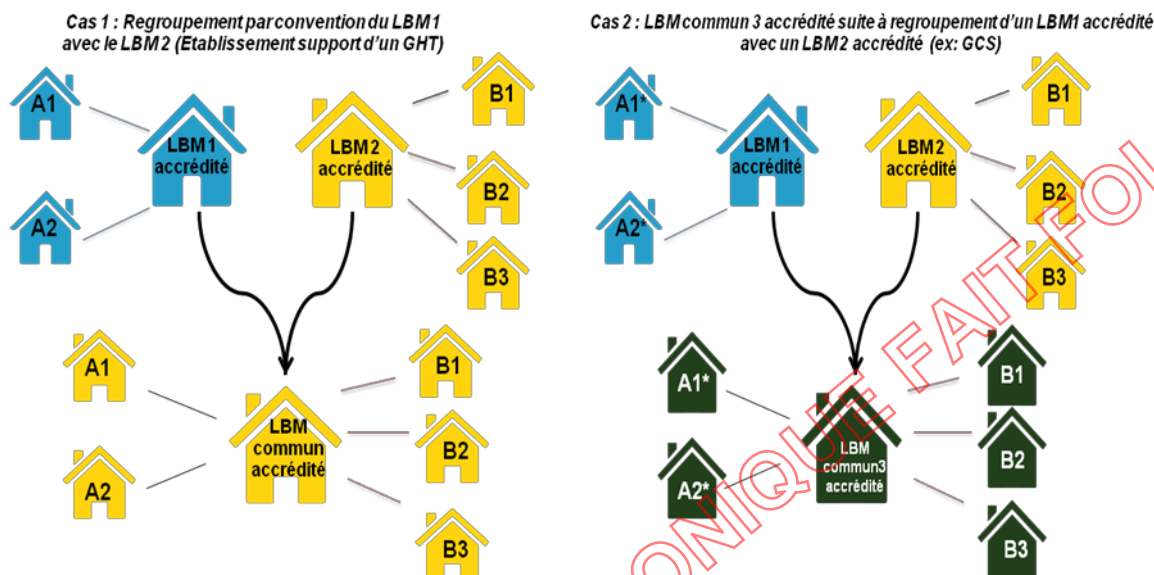 Cas 1 : Regroupement par convention du LBM1
avec le LBM2 (Etablissement support d'un GHT)
A1
A2
LBM1
accrédité
LBM2
accrédité
B1
B2
B3
A1
A2
LBM
commun
accrédité
B1
B2
B3
Cas 2 : LBM commun 3 accrédité suite à regroupement d'un LBM1 accrédité
avec un LBM2 accrédité (ex: GCS)
A1*
A2*
LBM1
accrédité
LBM2
accrédité
B1
B2
B3
A1*
A2*
LBM
commun3
accrédité
B1
B2
B3
ONIQUE FAIT FOI